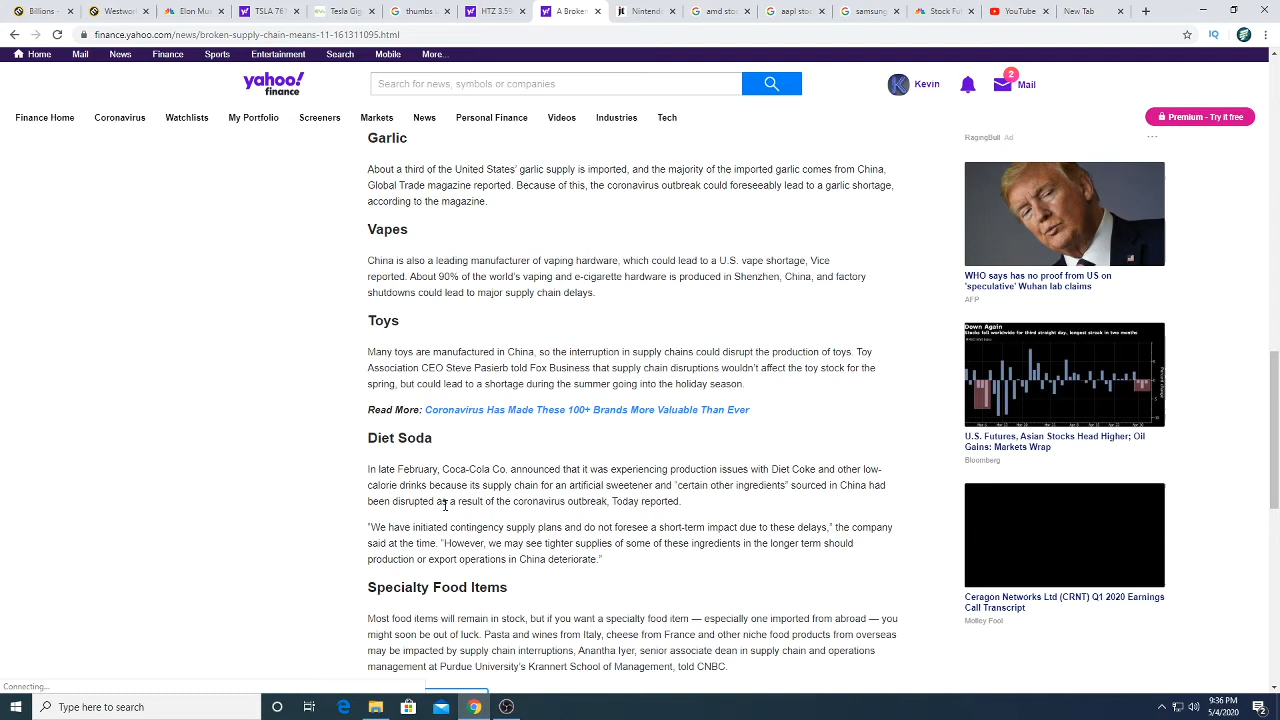 Billions -
Westworl
Elon Mus
TSLA 76
Tesla Gig
thumbs
HTZ 3.59
A Broken
Nintendo
amd stoc
aapl stoc
samsung
Stock Fut
YouTube
New Tab
finance.yahoo.com/news/broken-supply-chain-means-11-161311095.html
IQ
Home Mail News Finance Sports Entertainment Search Mobile More...
yahoo!
finance
Search for news, symbols or companies
Kevin
2
Mail
Finance Home Coronavirus Watchlists My Portfolio Screeners Markets News Personal Finance Videos Industries Tech
Premium - Try it free
Garlic
About a third of the United States' garlic supply is imported, and the majority of the imported garlic comes from China,
Global Trade magazine reported. Because of this, the coronavirus outbreak could foreseeably lead to a garlic shortage,
according to the magazine.
Vapes
China is also a leading manufacturer of vaping hardware, which could lead to a U.S. vape shortage, Vice
reported. About 90% of the world's vaping and e-cigarette hardware is produced in Shenzhen, China, and factory
shutdowns could lead to major supply chain delays.
Toys
Many toys are manufactured in China, so the interruption in supply chains could disrupt the production of toys. Toy
Association CEO Steve Pasierb told Fox Business that supply chain disruptions wouldn't affect the toy stock for the
spring, but could lead to a shortage during the summer going into the holiday season.
Read More: Coronavirus Has Made These 100+ Brands More Valuable Than Ever
Diet Soda
In late February, Coca-Cola Co. announced that it was experiencing production issues with Diet Coke and other low-
calorie drinks because its supply chain for an artificial sweetener and "certain other ingredients" sourced in China had
been disrupted as a result of the coronavirus outbreak, Today reported.
"We have initiated contingency supply plans and do not foresee a short-term impact due to these delays," the company
said at the time. "However, we may see tighter supplies of some of these ingredients in the longer term should
production or export operations in China deteriorate."
Specialty Food Items
Most food items will remain in stock, but if you want a specialty food item — especially one imported from abroad — you
might soon be out of luck. Pasta and wines from Italy, cheese from France and other niche food products from overseas
may be impacted by supply chain interruptions, Anantha Iyer, senior associate dean in supply chain and operations
management at Purdue University's Krannert School of Management, told CNBC.
RagingBull Ad
WHO says has no proof from US on
'speculative' Wuhan lab claims
AFP
Down Again
Stocks fell worldwide for third straight day, longest streak in two months
U.S. Futures, Asian Stocks Head Higher; Oil
Gains: Markets Wrap
Bloomberg
Ceragon Networks Ltd (CRNT) Q1 2020 Earnings
Call Transcript
Motley Fool
Connecting...
Type here to search
9:36 PM
5/4/2020
2